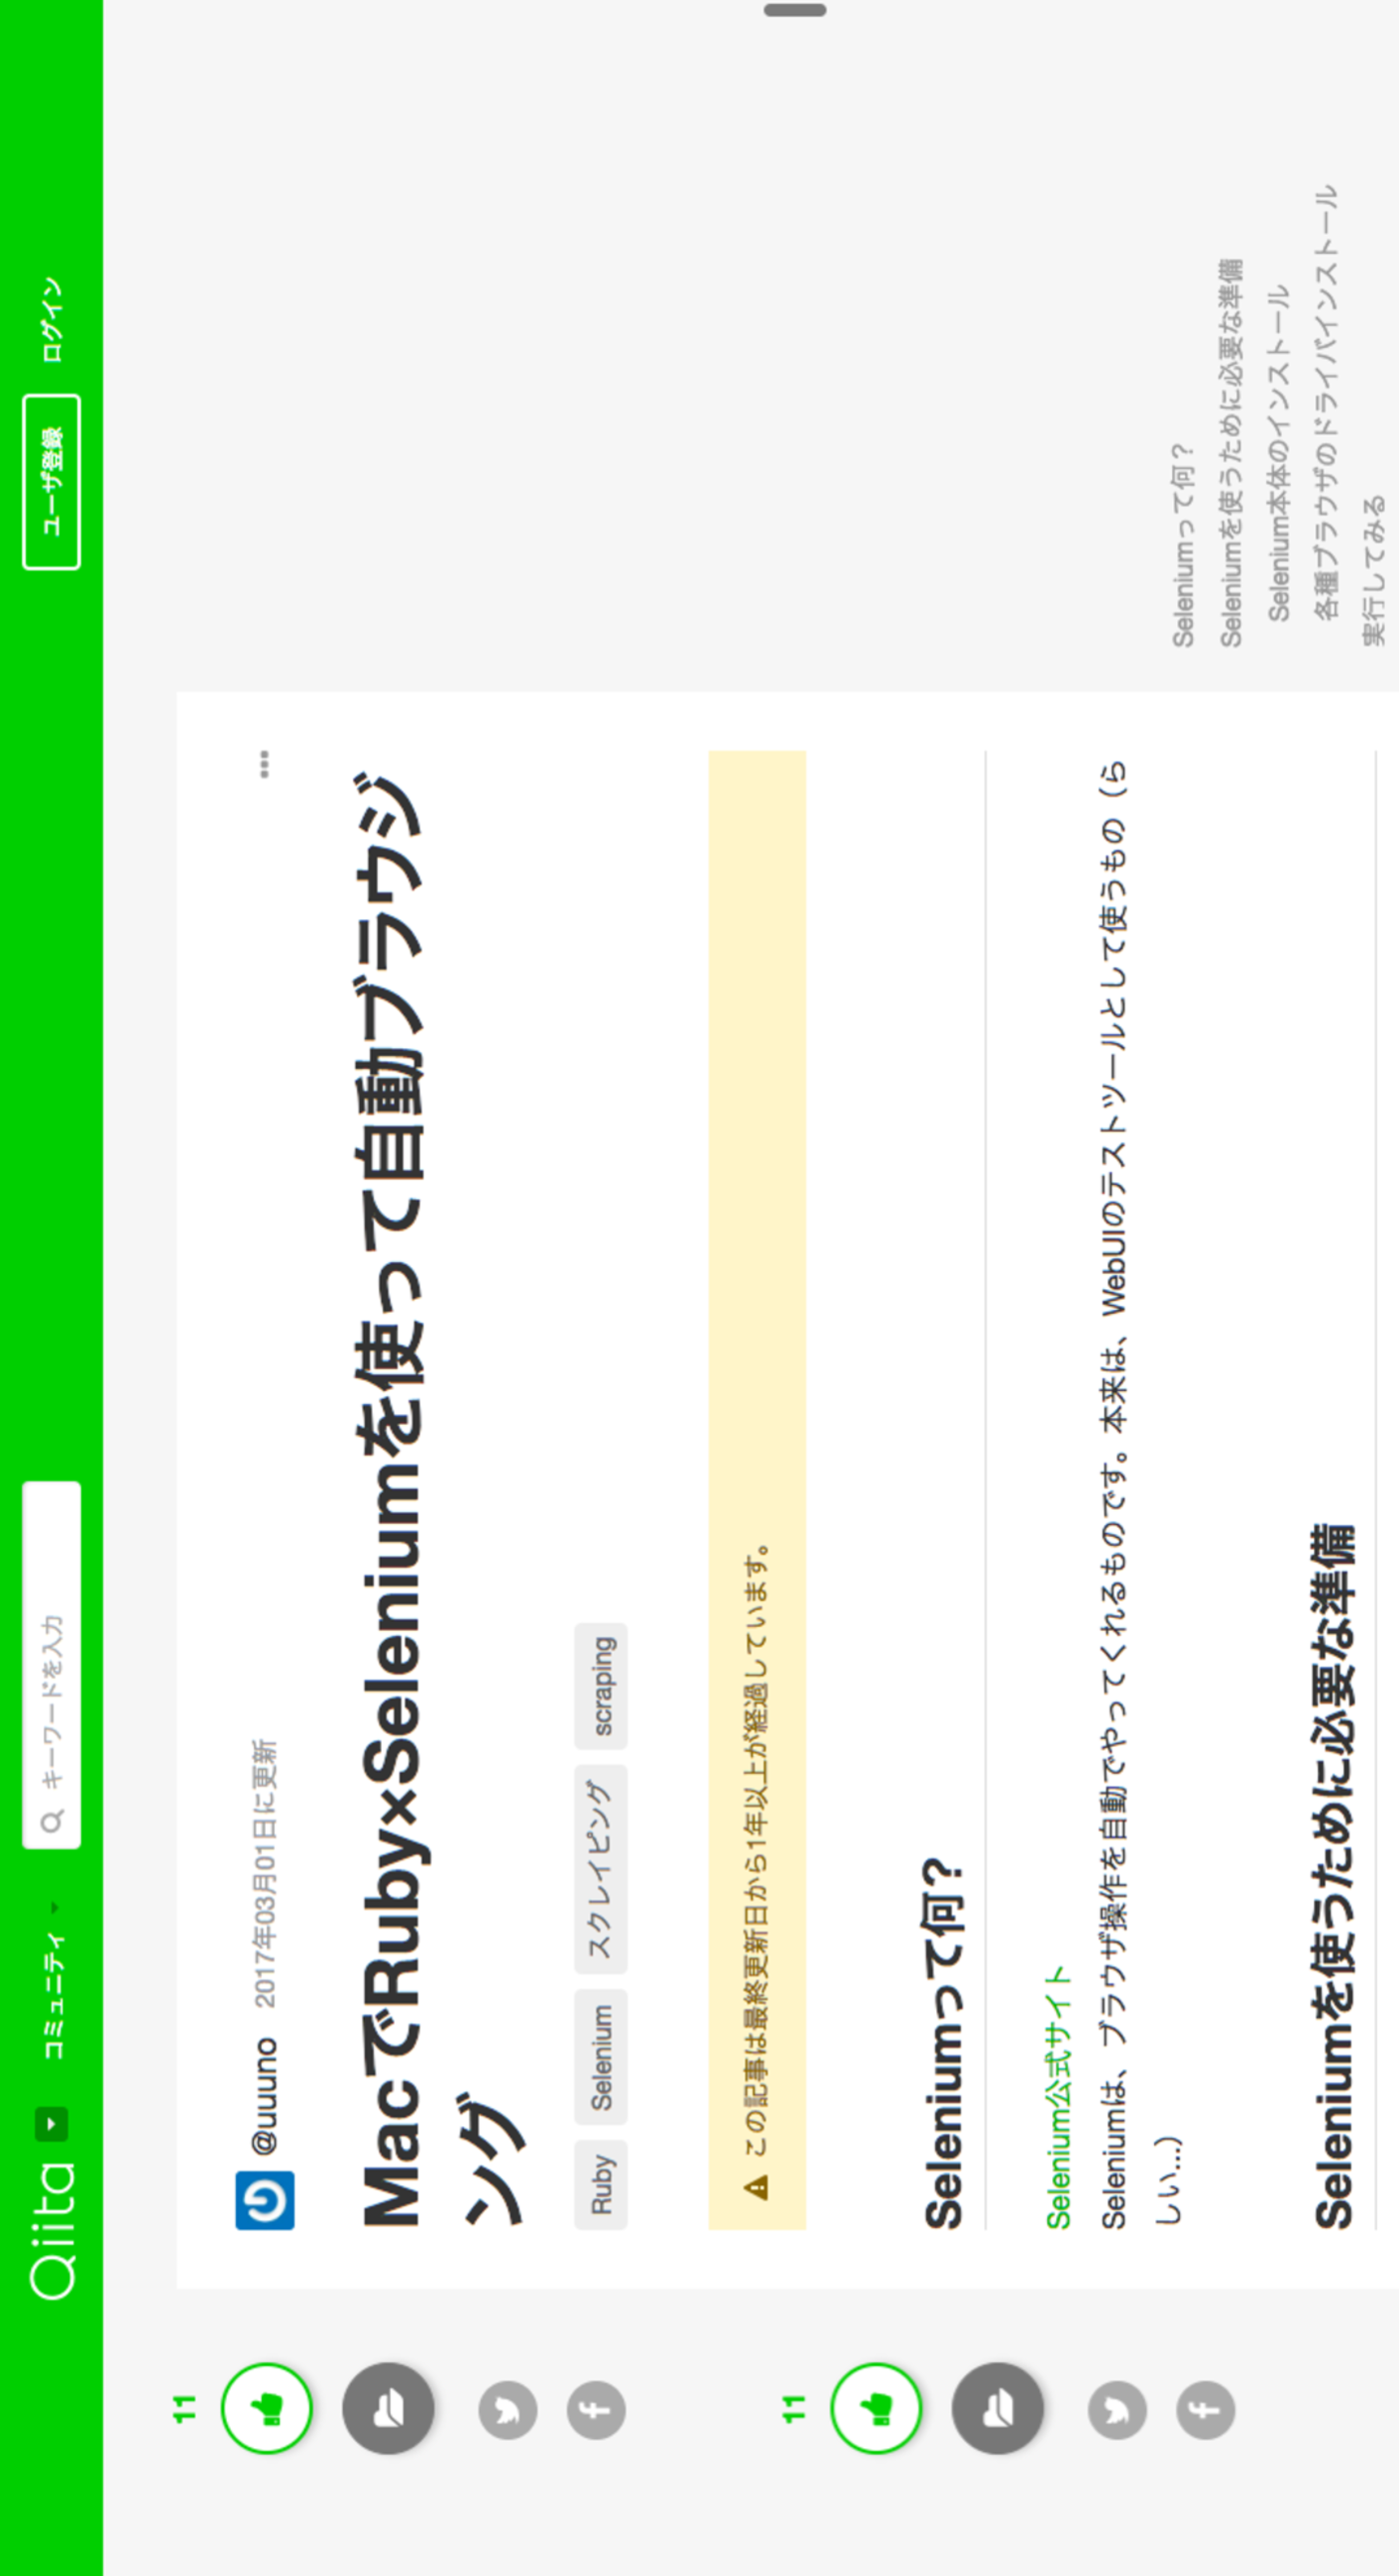 Qiita
コミュニティ
キーワードを入力
ユーザ登録
ログイン
11
@uuuno 2017年03月01日に更新
MacでRuby×Seleniumを使って自動ブラウジ
ング
Ruby Selenium スクレイピング scraping
この記事は最終更新日から1年以上が経過しています。
11
Seleniumって何？
Selenium公式サイト
Seleniumは、ブラウザ操作を自動でやってくれるものです。本来は、WebUIのテストツールとして使うもの（ら
しい...）
Seleniumを使うために必要な準備
Seleniumって何？
Seleniumを使うために必要な準備
Selenium本体のインストール
各種ブラウザのドライバインストール
実行してみる